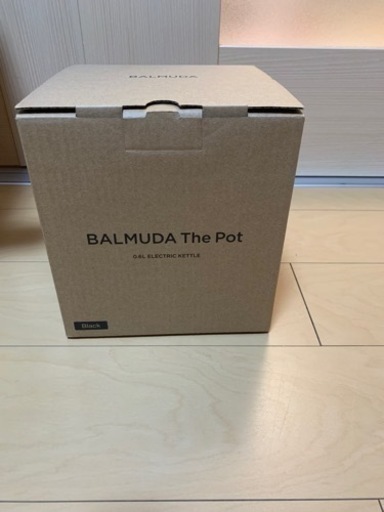 BALMUDA
BALMUDA The Pot
0.6L ELECTRIC KETTLE
Black